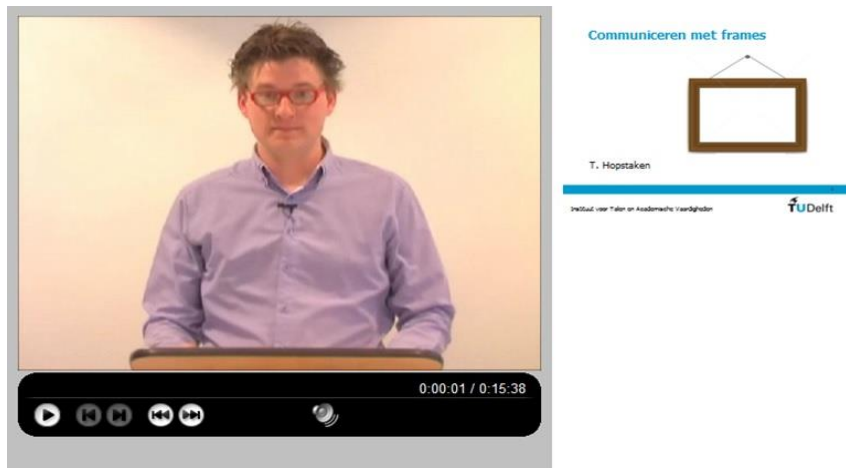 Communiceren met frames
T. Hopstaken
Instituut voor Talen en Academische Vaardigheden
TUDelft
0:00:01 / 0:15:38